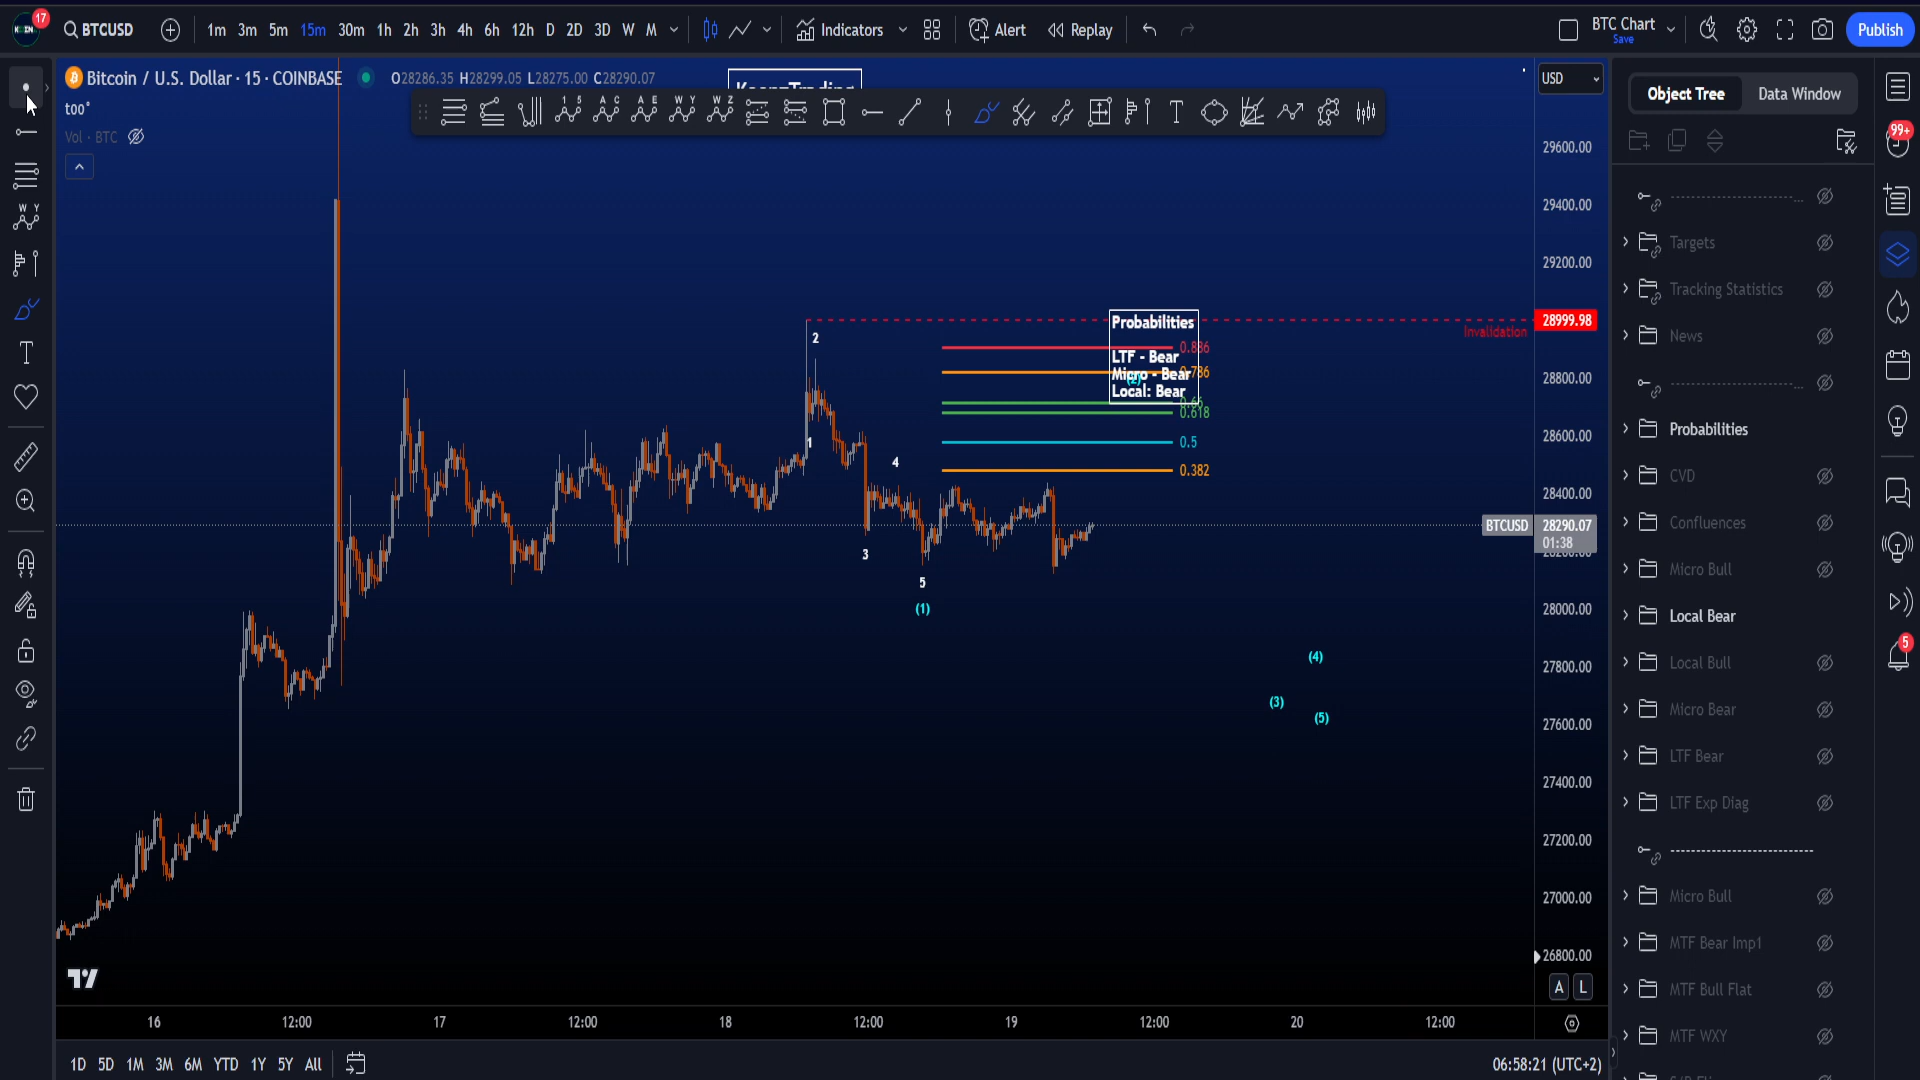 17
BTCUSD
1m 3m 5m 15m 30m 1h 2h 3h 4h 6h 12h D 2D 3D W M
Indicators
Alert
Replay
BTC Chart
Save
Publish
Bitcoin / U.S. Dollar · 15 · COINBASE
O28286.35 H28299.05 L28275.00 C28290.07
too*
Vol · BTC
USD
Object Tree
Data Window
99+
29600.00
29400.00
29200.00
28999.98
Invalidation
28800.00
28600.00
28400.00
BTCUSD
28290.07
01:38
28000.00
27800.00
27600.00
27400.00
27200.00
27000.00
26800.00
A L
Probabilities
LTF - Bear
Micro - Bear
Local: Bear
(2)
0.886
0.786
0.66
0.618
0.5
0.382
2
1
4
3
5
(1)
(4)
(3)
(5)
16 12:00 17 12:00 18 12:00 19 12:00 20 12:00
1D 5D 1M 3M 6M YTD 1Y 5Y All
06:58:21 (UTC+2)
Targets
Tracking Statistics
News
Probabilities
CVD
Confluences
Micro Bull
Local Bear
Local Bull
Micro Bear
LTF Bear
LTF Exp Diag
Micro Bull
MTF Bear Imp1
MTF Bull Flat
MTF WXY
5